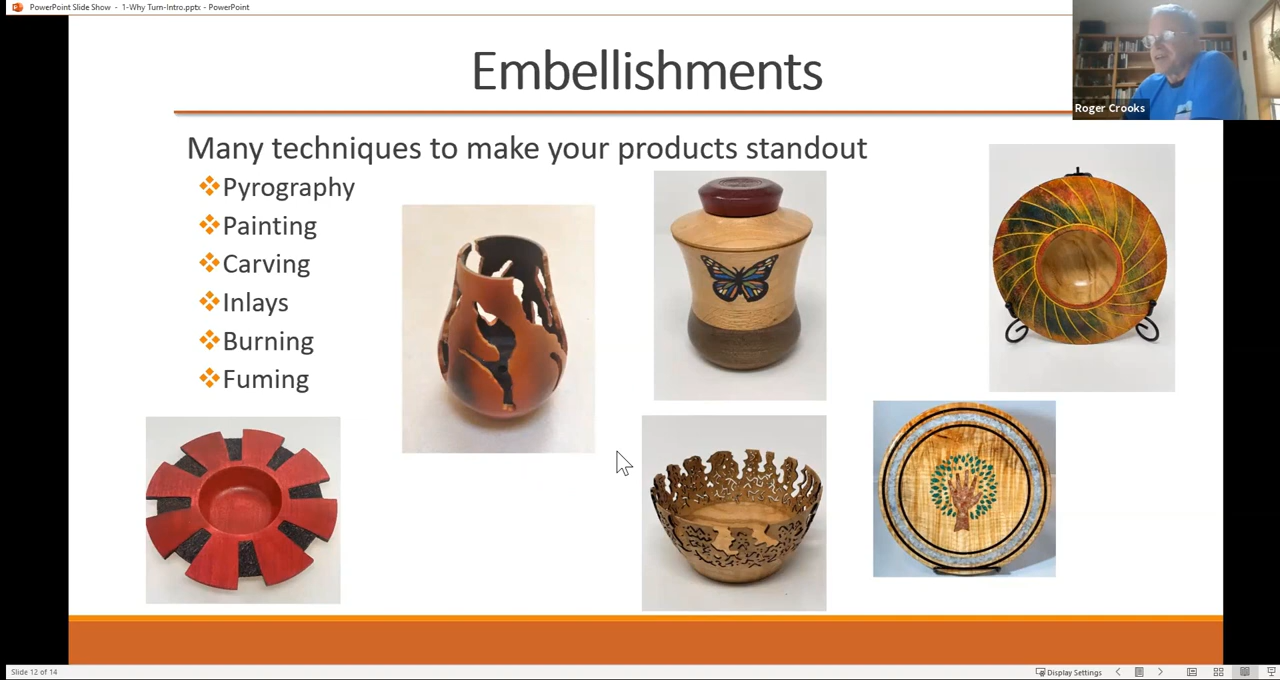 PowerPoint Slide Show - 1-Why Turn-Intro.pptx - PowerPoint
Embellishments
Roger Crooks
Many techniques to make your products standout
Pyrography
Painting
Carving
Inlays
Burning
Fuming
Slide 12 of 14
Display Settings